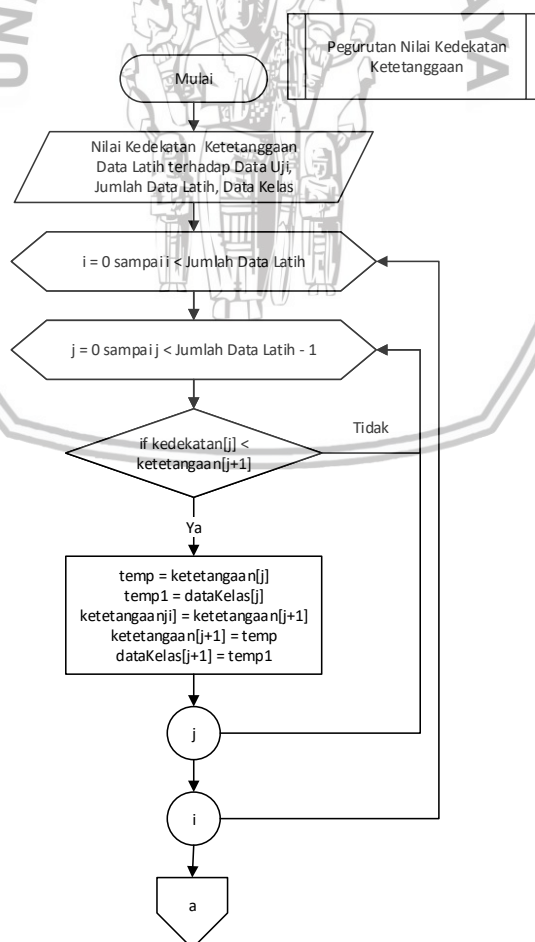 Pegurutan Nilai Kedekatan
Ketetanggaan
Mulai
Nilai Kedekatan Ketetanggaan
Data Latih terhadap Data Uji,
Jumlah Data Latih, Data Kelas
i = 0 sampai i < Jumlah Data Latih
j = 0 sampai j < Jumlah Data Latih - 1
if kedekatan[j] <
ketetangaan[j+1]
Tidak
Ya
temp = ketetangaan[j]
temp1 = dataKelas[j]
ketetangaanji] = ketetangaan[j+1]
ketetangaan[j+1] = temp
dataKelas[j+1] = temp1
j
i
a